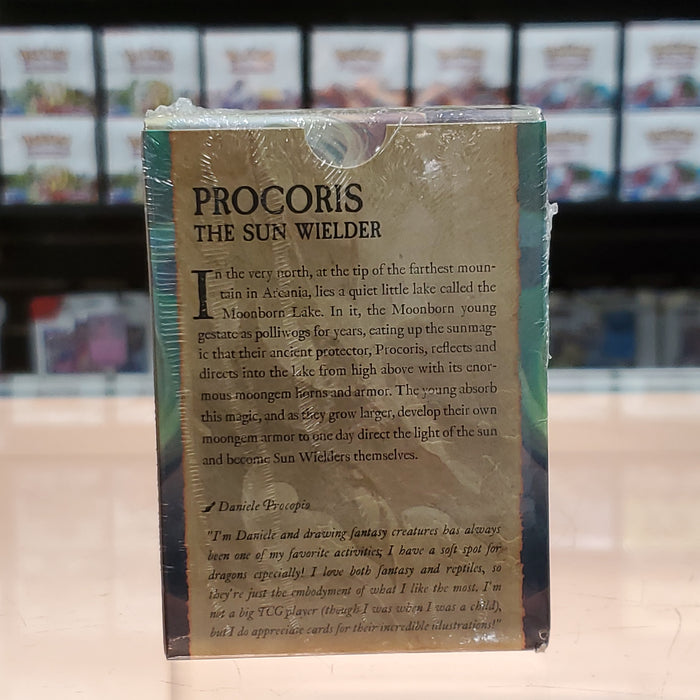 PROCORIS
THE SUN WIELDER
In the very north, at the tip of the farthest moun-
tain in Arcania, lies a quiet little lake called the
Moonborn Lake. In it, the Moonborn young
gestate as polliwogs for years, eating up the sunmag-
ic that their ancient protector, Procoris, reflects and
directs into the lake from high above with its enor-
mous moongem horns and armor. The young absorb
this magic, and as they grow larger, develop their own
moongem armor to one day direct the light of the sun
and become Sun Wielders themselves.
Daniele Procopio
"I'm Daniele and drawing fantasy creatures has always
been one of my favorite activities; I have a soft spot for
dragons especially! I love both fantasy and reptiles, so
they're just the embodyment of what I like the most. I'm
not a big TCG player (though I was when I was a child),
but I do appreciate cards for their incredible illustrations!"